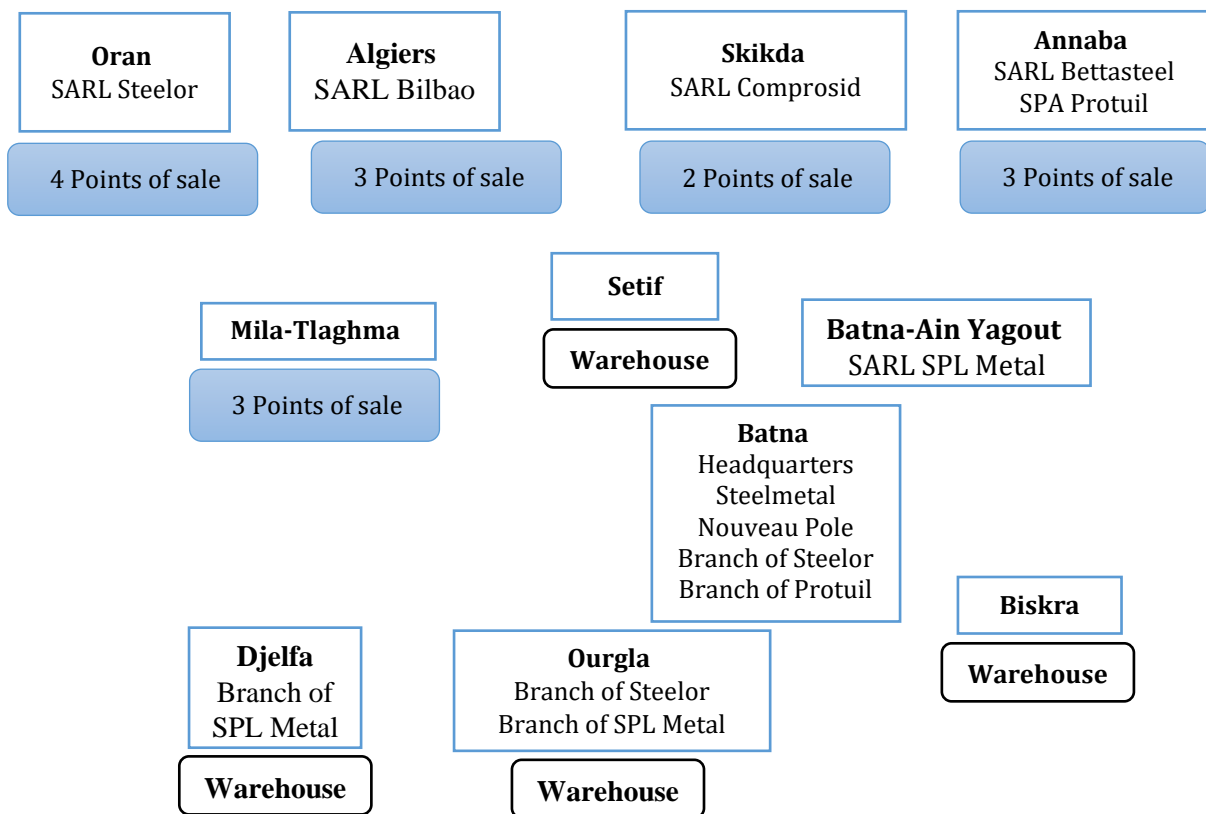 Oran
SARL Steelor
4 Points of sale
Algiers
SARL Bilbao
3 Points of sale
Skikda
SARL Comprosid
2 Points of sale
Annaba
SARL Bettasteel
SPA Protuil
3 Points of sale
Mila-Tlaghma
3 Points of sale
Setif
Warehouse
Batna-Ain Yagout
SARL SPL Metal
Batna
Headquarters
Steelmetal
Nouveau Pole
Branch of Steelor
Branch of Protuil
Biskra
Warehouse
Djelfa
Branch of
SPL Metal
Warehouse
Ourgla
Branch of Steelor
Branch of SPL Metal
Warehouse